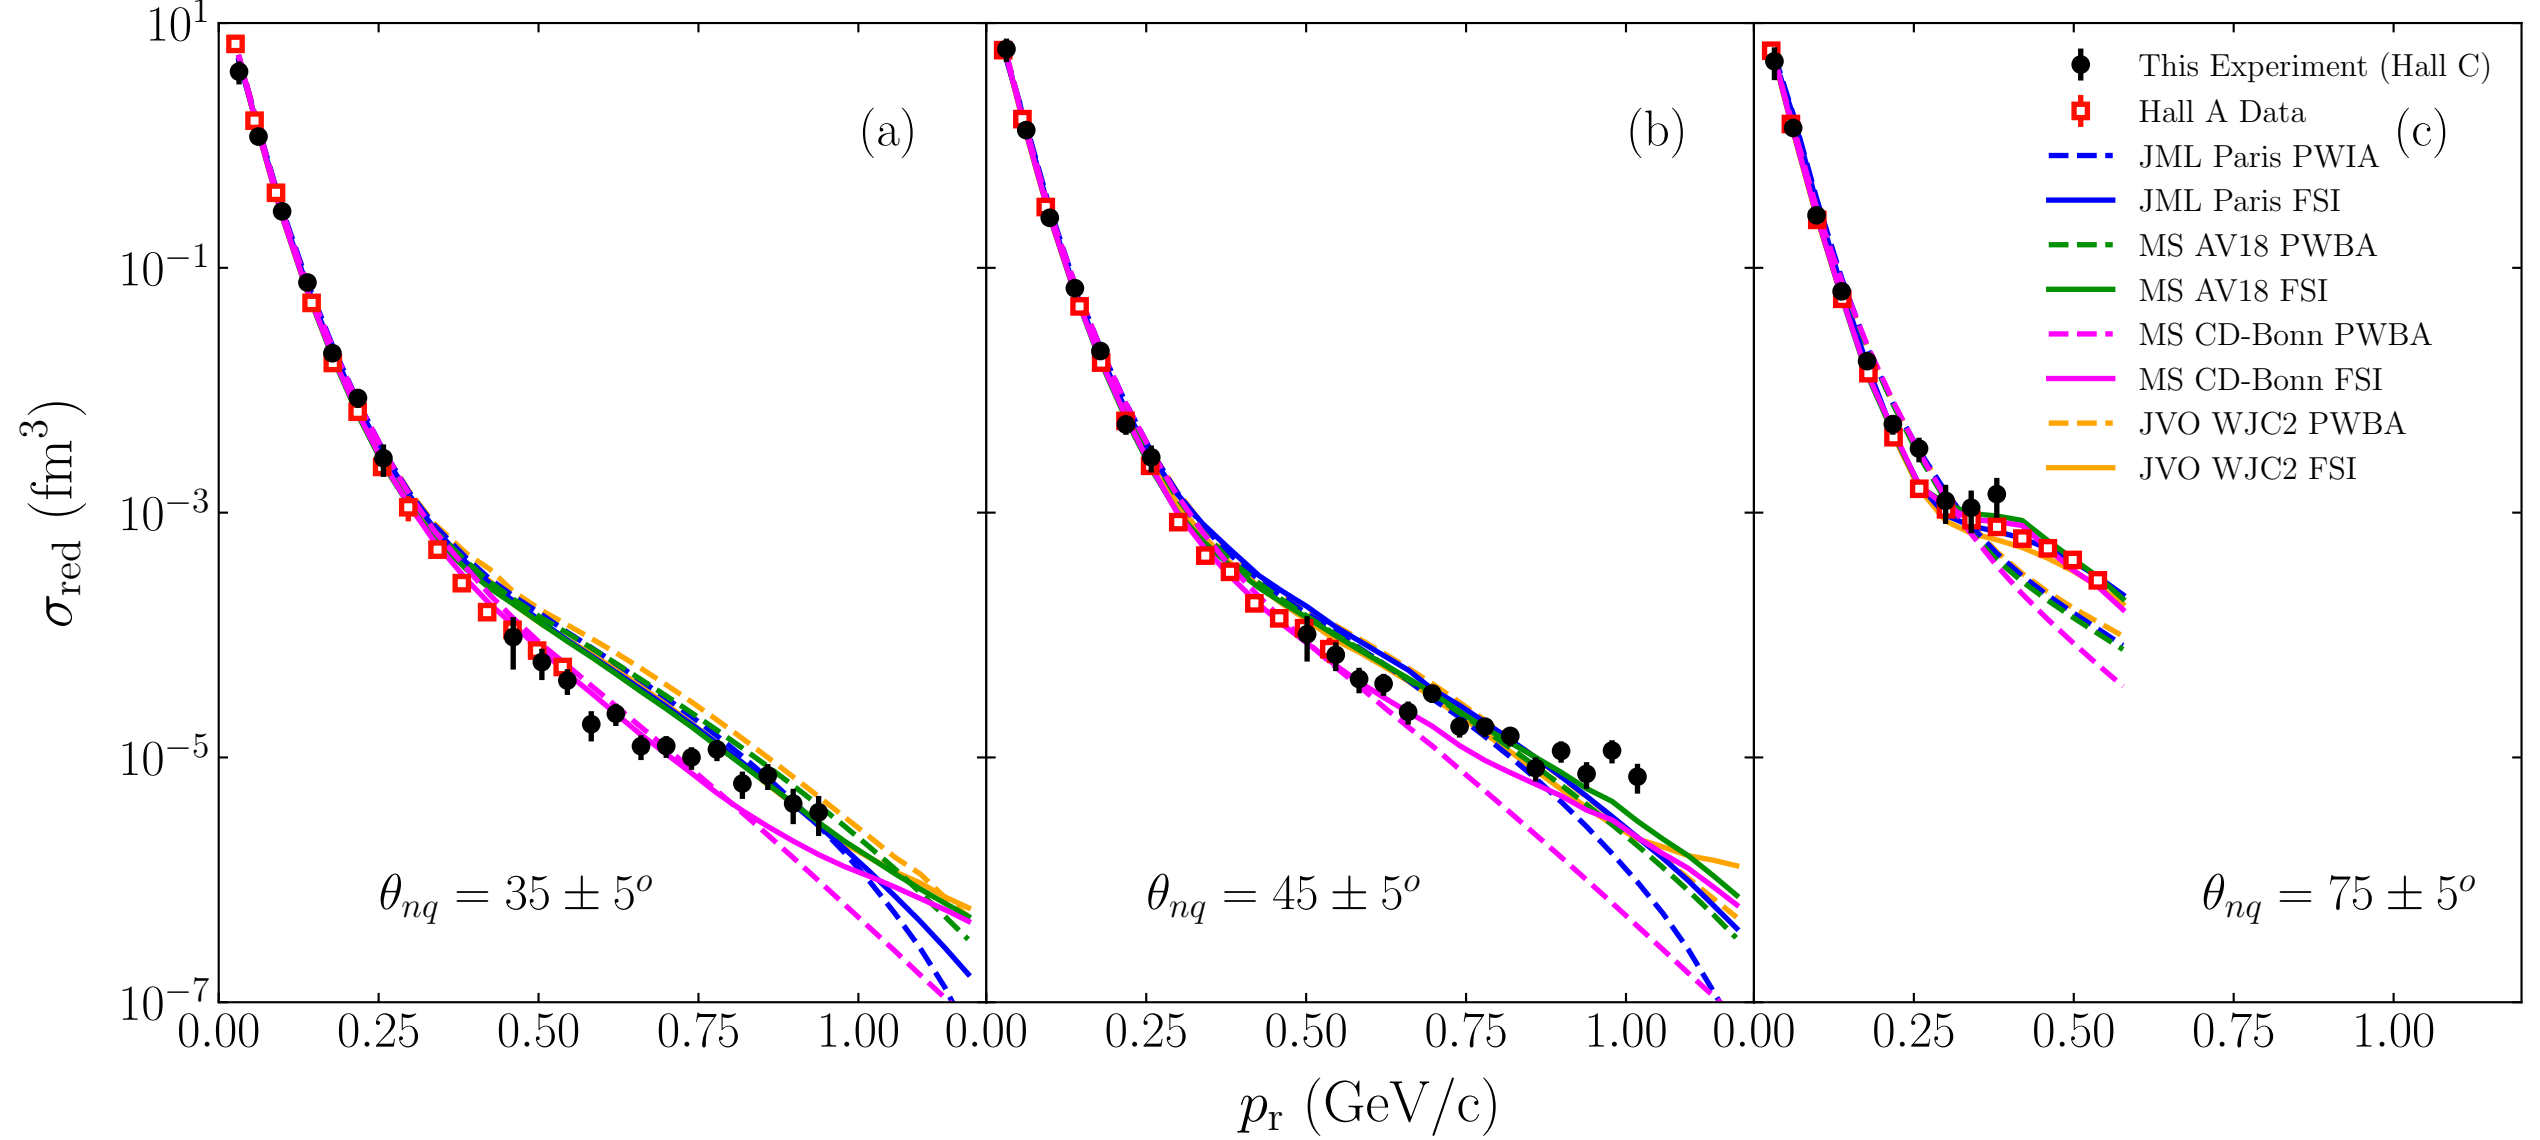 10¹
10⁻¹
10⁻³
10⁻⁵
10⁻⁷
σ_red (fm³)
(a)
(b)
(c)
This Experiment (Hall C)
Hall A Data
JML Paris PWIA
JML Paris FSI
MS AV18 PWBA
MS AV18 FSI
MS CD-Bonn PWBA
MS CD-Bonn FSI
JVO WJC2 PWBA
JVO WJC2 FSI
θ_nq = 35 ± 5°
θ_nq = 45 ± 5°
θ_nq = 75 ± 5°
0.00 0.25 0.50 0.75 1.00 0.00 0.25 0.50 0.75 1.00 0.00 0.25 0.50 0.75 1.00
p_r (GeV/c)